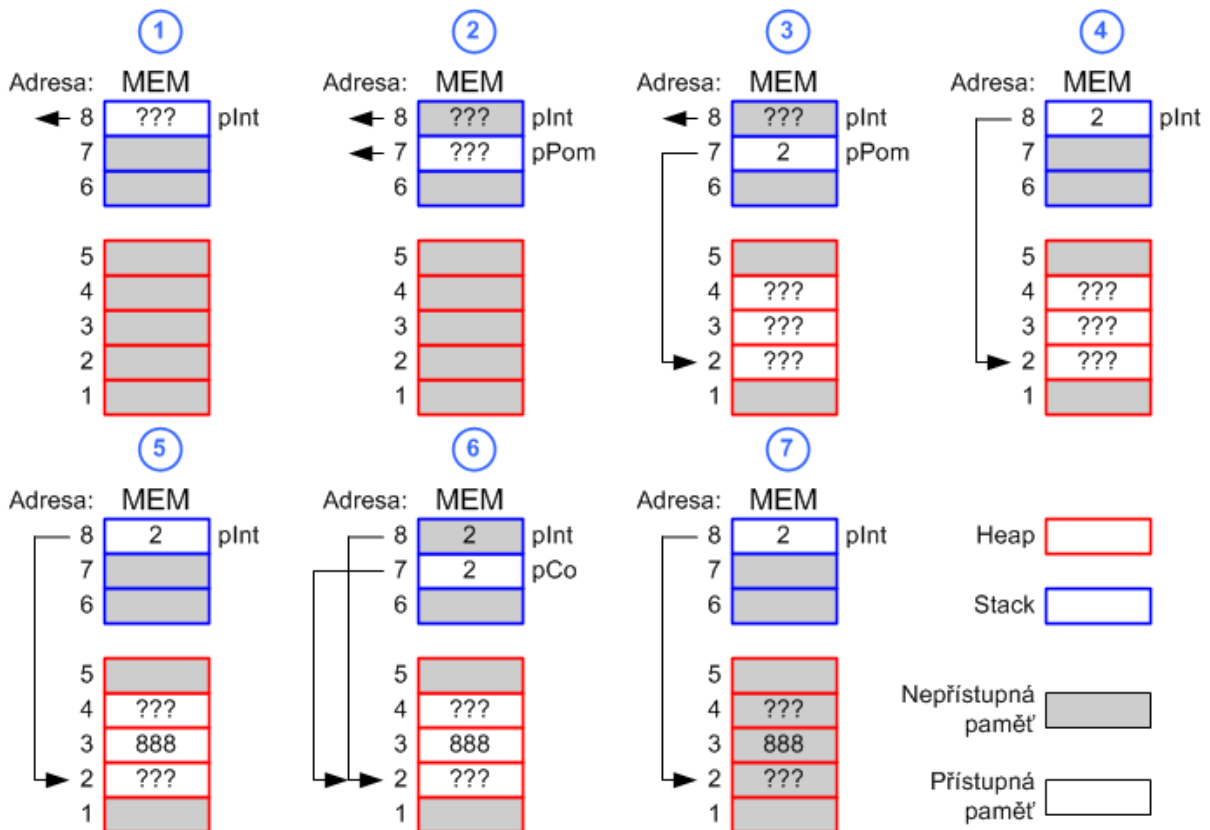 1 2 3 4
Adresa: MEM Adresa: MEM Adresa: MEM Adresa: MEM
8 ??? pInt 8 ??? pInt 8 ??? pInt 8 2 pInt
7 7 ??? pPom 7 2 pPom 7
6 6 6 6
5 5 5 5
4 4 4 ??? 4 ???
3 3 3 ??? 3 ???
2 2 2 ??? 2 ???
1 1 1 1
5 6 7
Adresa: MEM Adresa: MEM Adresa: MEM
8 2 pInt 8 2 pInt 8 2 pInt Heap
7 7 2 pCo 7
6 6 6 Stack
5 5 5
4 ??? 4 ??? 4 ??? Nepřístupná
paměť
3 888 3 888 3 888
2 ??? 2 ??? 2 ??? Přístupná
1 1 1 paměť